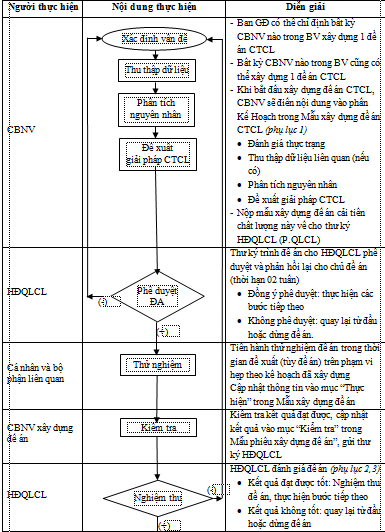 Người thực hiện
Nội dung thực hiện
Diễn giải
CBNV
Xác định vấn đề
Thu thập dữ liệu
Phân tích
nguyên nhân
Đề xuất
giải pháp CTCL
- Ban GĐ có thể chỉ định bất kỳ
CBNV nào trong BV xây dựng 1 đề
án CTCL
- Bất kỳ CBNV nào trong BV cũng có
thể xây dựng 1 đề án CTCL
- Khi bắt đầu xây dựng đề án CTCL,
CBNV sẽ điền nội dung vào phần
Kế Hoạch trong Mẫu xây dựng đề án
CTCL (phụ lục 1)
• Đánh giá thực trạng
• Thu thập dữ liệu liên quan (nếu
có)
• Phân tích nguyên nhân
• Đề xuất giải pháp CTCL
- Nộp mẫu xây dựng đề án cải tiến
chất lượng này về cho thư ký
HĐQLCL (P.QLCL)
HĐQLCL
Phê duyệt
ĐA
(-)
(+)
Thư ký trình đề án cho HĐQLCL phê
duyệt và phản hồi lại cho chủ đề án
(thời hạn 02 tuần)
• Đồng ý phê duyệt: thực hiện các
bước tiếp theo
• Không phê duyệt: quay lại từ đầu
hoặc dừng đề án.
Cá nhân và bộ
phận liên quan
Thử nghiệm
Tiến hành thử nghiệm đề án trong thời
gian đề xuất (tùy đề án) trên phạm vi
hẹp theo kế hoạch đã xây dựng
Cập nhật thông tin vào mục “Thực
hiện” trong Mẫu xây dựng đề án
CBNV xây dựng
đề án
Kiểm tra
Kiểm tra kết quả đạt được, cập nhật
kết quả vào mục “Kiểm tra” trong
Mẫu phiếu xây dựng đề án”, gửi thư
ký HĐQLCL
HĐQLCL
(-)
Nghiệm thu
(+)
HĐQLCL đánh giá đề án (phụ lục 2,3)
• Kết quả đạt được tốt: Nghiệm thu
đề án, thực hiện bước tiếp theo
• Kết quả không tốt: quay lại từ đầu
hoặc dừng đề án